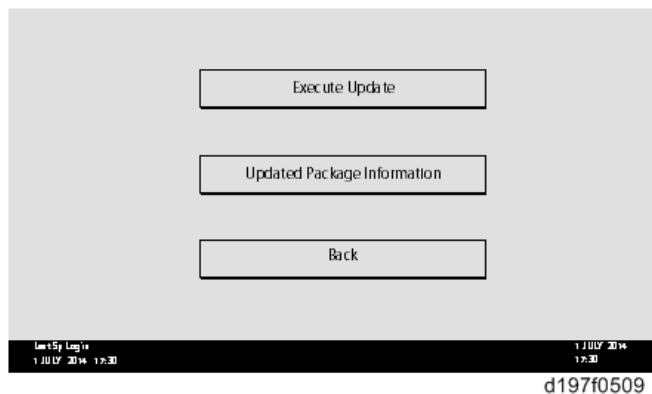 Execute Update
Updated Package Information
Back
Last Sp Login
1 JULY 2014 17:30
1 JULY 2014
17:30
d197f0509